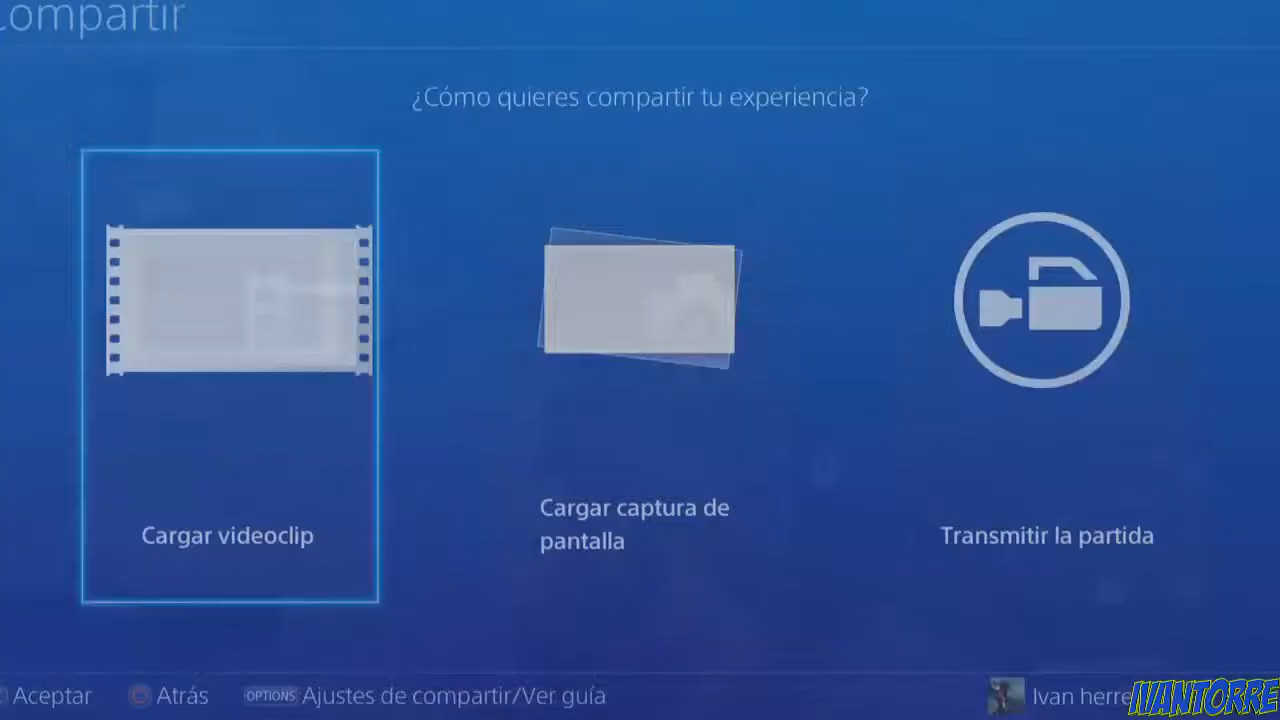 Compartir
¿Cómo quieres compartir tu experiencia?
Cargar videoclip
Cargar captura de
pantalla
Transmitir la partida
Aceptar
Atrás
OPTIONS Ajustes de compartir/Ver guía
Ivan herre
IVANTORRE